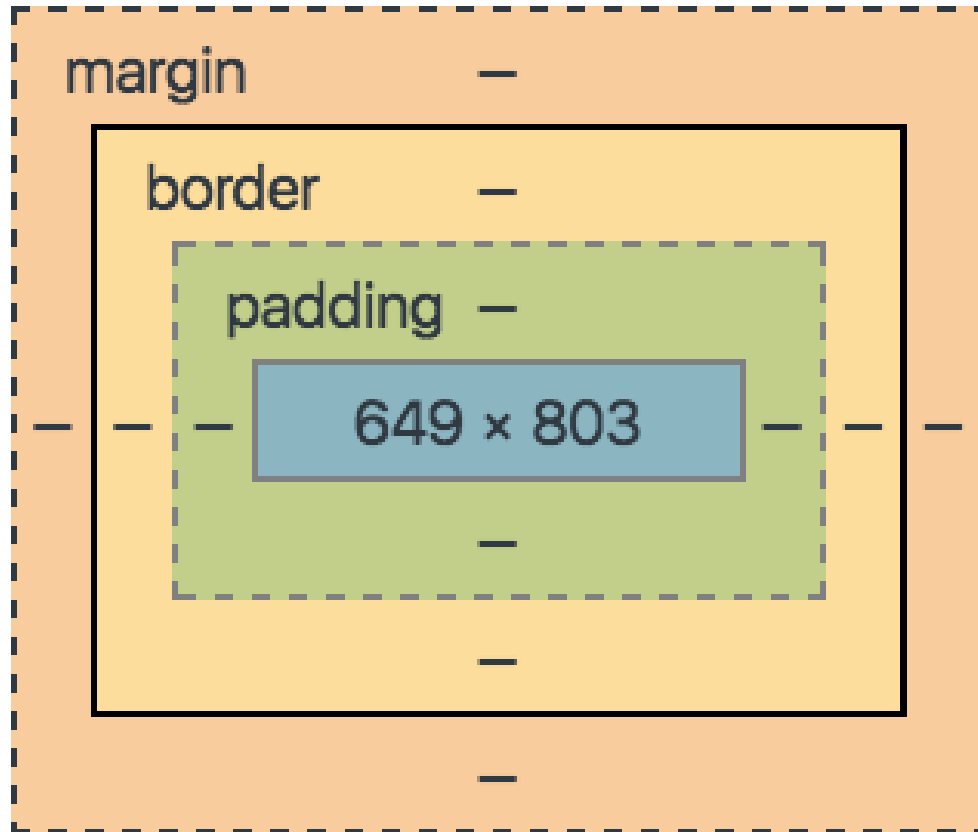 margin –
border –
padding –
– – – 649 × 803 – – –
–
–
–